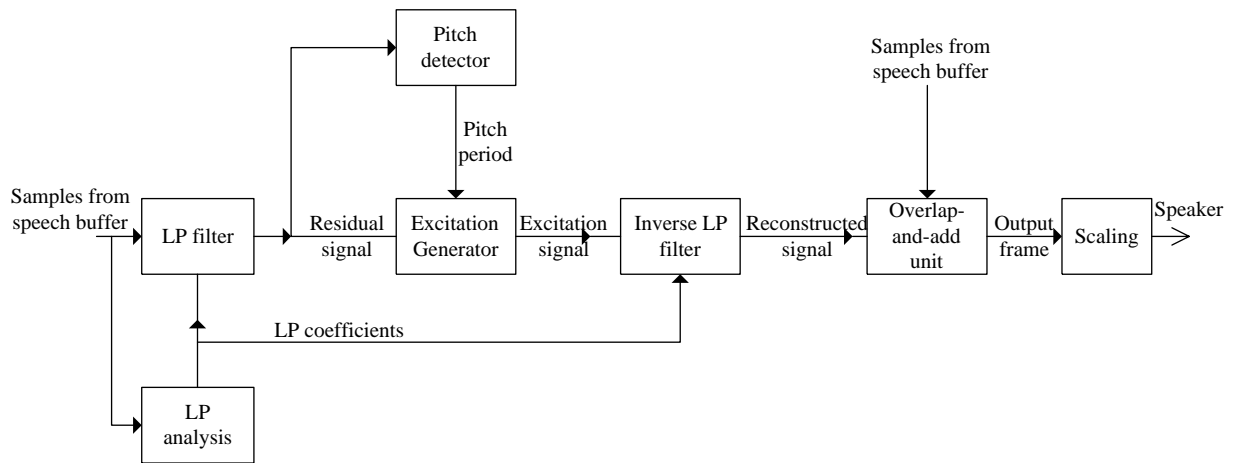 Pitch
detector
Samples from
speech buffer
Pitch
period
Samples from
speech buffer
LP filter
Residual
signal
Excitation
Generator
Excitation
signal
Inverse LP
filter
Reconstructed
signal
Overlap-
and-add
unit
Output
frame
Scaling
Speaker
LP coefficients
LP
analysis